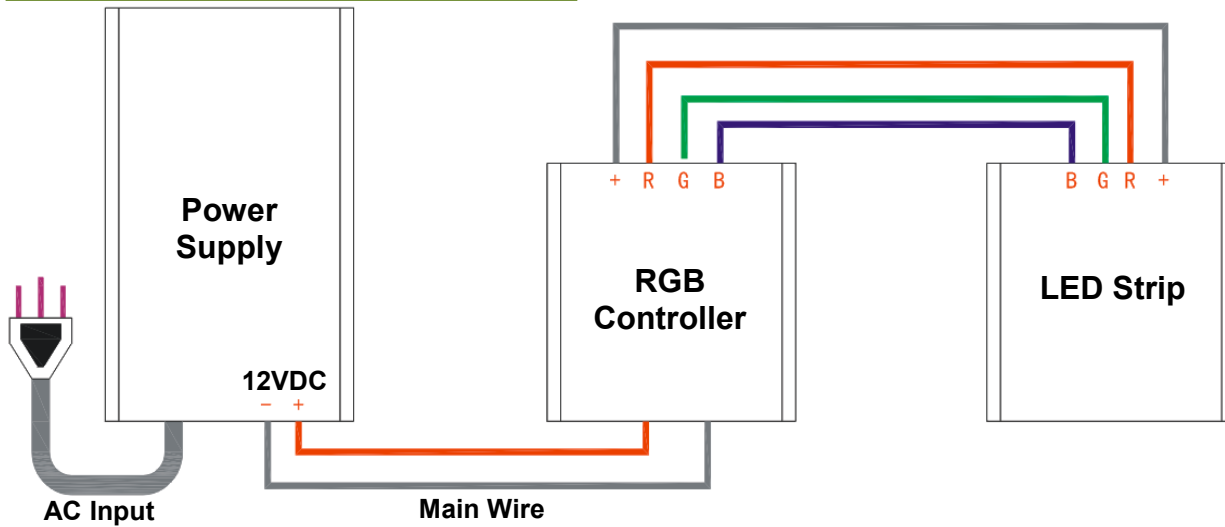 + R G B
B G R +
Power
Supply
RGB
Controller
LED Strip
12VDC
- +
AC Input
Main Wire